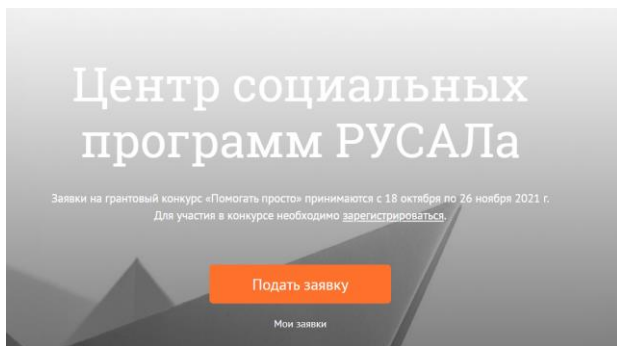 Центр социальных
программ РУСАЛа
Заявки на грантовый конкурс «Помогать просто» принимаются с 18 октября по 26 ноября 2021 г.
Для участия в конкурсе необходимо зарегистрироваться.
Подать заявку
Мои заявки